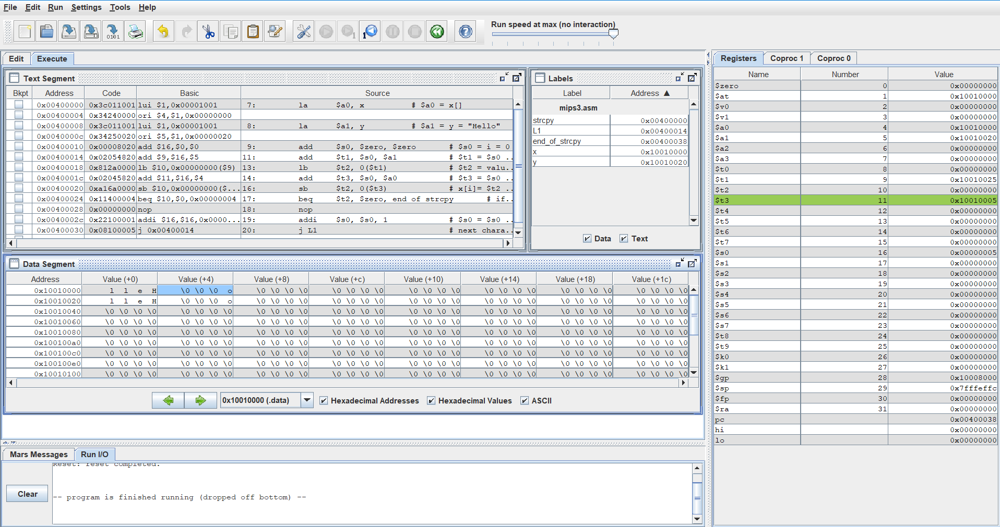 File Edit Run Settings Tools Help
Run speed at max (no interaction)
Edit Execute
Text Segment
Bkpt Address Code Basic Source
0x00400000 0x3c011001 lui $1,0x00001001 7: la $a0, x # $a0 = x[]
0x00400004 0x34240000 ori $4,$1,0x00000000
0x00400008 0x3c011001 lui $1,0x00001001 8: la $a1, y # $a1 = y = "Hello"
0x0040000c 0x34250020 ori $5,$1,0x00000020
0x00400010 0x00008020 add $16,$0,$0 9: add $s0, $zero, $zero # $s0 = i = 0
0x00400014 0x02054820 add $9,$16,$5 11: add $t1, $s0, $a1 # $t1 = $s0 ..
0x00400018 0x812a0000 lb $10,0x00000000($9) 13: lb $t2, 0($t1) # $t2 = valu..
0x0040001c 0x02045820 add $11,$16,$4 14: add $t3, $s0, $a0 # $t3 = $s0 ..
0x00400020 0xa16a0000 sb $10,0x00000000($... 16: sb $t2, 0($t3) # x[i]= $t2 ..
0x00400024 0x11400004 beq $10,$0,0x00000004 17: beq $t2, $zero, end_of_strcpy # if..
0x00400028 0x00000000 nop 18: nop
0x0040002c 0x22100001 addi $16,$16,0x0000... 19: addi $s0, $s0, 1 # $s0 = $s0 ..
0x00400030 0x08100005 j 0x00400014 20: j L1 # next chara..
Labels
Label Address ▲
mips3.asm
strcpy 0x00400000
L1 0x00400014
end_of_strcpy 0x00400038
x 0x10010000
y 0x10010020
Data Text
Data Segment
Address Value (+0) Value (+4) Value (+8) Value (+c) Value (+10) Value (+14) Value (+18) Value (+1c)
0x10010000 l l e H \0 \0 \0 o \0 \0 \0 \0 \0 \0 \0 \0 \0 \0 \0 \0 \0 \0 \0 \0 \0 \0 \0 \0 \0 \0 \0 \0
0x10010020 l l e H \0 \0 \0 o \0 \0 \0 \0 \0 \0 \0 \0 \0 \0 \0 \0 \0 \0 \0 \0 \0 \0 \0 \0 \0 \0 \0 \0
0x10010040 \0 \0 \0 \0 \0 \0 \0 \0 \0 \0 \0 \0 \0 \0 \0 \0 \0 \0 \0 \0 \0 \0 \0 \0 \0 \0 \0 \0 \0 \0 \0 \0
0x10010060 \0 \0 \0 \0 \0 \0 \0 \0 \0 \0 \0 \0 \0 \0 \0 \0 \0 \0 \0 \0 \0 \0 \0 \0 \0 \0 \0 \0 \0 \0 \0 \0
0x10010080 \0 \0 \0 \0 \0 \0 \0 \0 \0 \0 \0 \0 \0 \0 \0 \0 \0 \0 \0 \0 \0 \0 \0 \0 \0 \0 \0 \0 \0 \0 \0 \0
0x100100a0 \0 \0 \0 \0 \0 \0 \0 \0 \0 \0 \0 \0 \0 \0 \0 \0 \0 \0 \0 \0 \0 \0 \0 \0 \0 \0 \0 \0 \0 \0 \0 \0
0x100100c0 \0 \0 \0 \0 \0 \0 \0 \0 \0 \0 \0 \0 \0 \0 \0 \0 \0 \0 \0 \0 \0 \0 \0 \0 \0 \0 \0 \0 \0 \0 \0 \0
0x100100e0 \0 \0 \0 \0 \0 \0 \0 \0 \0 \0 \0 \0 \0 \0 \0 \0 \0 \0 \0 \0 \0 \0 \0 \0 \0 \0 \0 \0 \0 \0 \0 \0
0x10010100 \0 \0 \0 \0 \0 \0 \0 \0 \0 \0 \0 \0 \0 \0 \0 \0 \0 \0 \0 \0 \0 \0 \0 \0 \0 \0 \0 \0 \0 \0 \0 \0
0x10010000 (.data) Hexadecimal Addresses Hexadecimal Values ASCII
Mars Messages Run I/O
Reset: reset completed.
-- program is finished running (dropped off bottom) --
Clear
Registers Coproc 1 Coproc 0
Name Number Value
$zero 0 0x00000000
$at 1 0x10010000
$v0 2 0x00000000
$v1 3 0x00000000
$a0 4 0x10010000
$a1 5 0x10010020
$a2 6 0x00000000
$a3 7 0x00000000
$t0 8 0x00000000
$t1 9 0x10010025
$t2 10 0x00000000
$t3 11 0x10010005
$t4 12 0x00000000
$t5 13 0x00000000
$t6 14 0x00000000
$t7 15 0x00000000
$s0 16 0x00000005
$s1 17 0x00000000
$s2 18 0x00000000
$s3 19 0x00000000
$s4 20 0x00000000
$s5 21 0x00000000
$s6 22 0x00000000
$s7 23 0x00000000
$t8 24 0x00000000
$t9 25 0x00000000
$k0 26 0x00000000
$k1 27 0x00000000
$gp 28 0x10008000
$sp 29 0x7fffeffc
$fp 30 0x00000000
$ra 31 0x00000000
pc 0x00400038
hi 0x00000000
lo 0x00000000